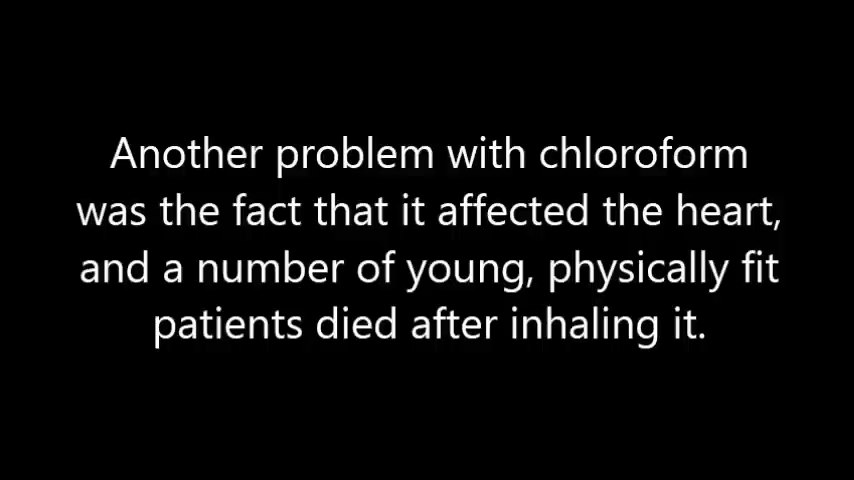 Another problem with chloroform
was the fact that it affected the heart,
and a number of young, physically fit
patients died after inhaling it.